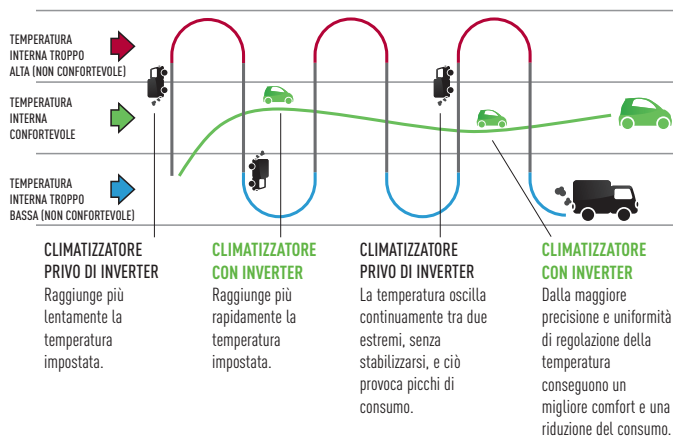 TEMPERATURA
INTERNA TROPPO
ALTA (NON CONFORTEVOLE)
TEMPERATURA
INTERNA
CONFORTEVOLE
TEMPERATURA
INTERNA TROPPO
BASSA (NON CONFORTEVOLE)
CLIMATIZZATORE
PRIVO DI INVERTER
Raggiunge più
lentamente la
temperatura
impostata.
CLIMATIZZATORE
CON INVERTER
Raggiunge più
rapidamente la
temperatura
impostata.
CLIMATIZZATORE
PRIVO DI INVERTER
La temperatura oscilla
continuamente tra due
estremi, senza
stabilizzarsi, e ciò
provoca picchi di
consumo.
CLIMATIZZATORE
CON INVERTER
Dalla maggiore
precisione e uniformità
di regolazione della
temperatura
conseguono un
migliore comfort e una
riduzione del consumo.